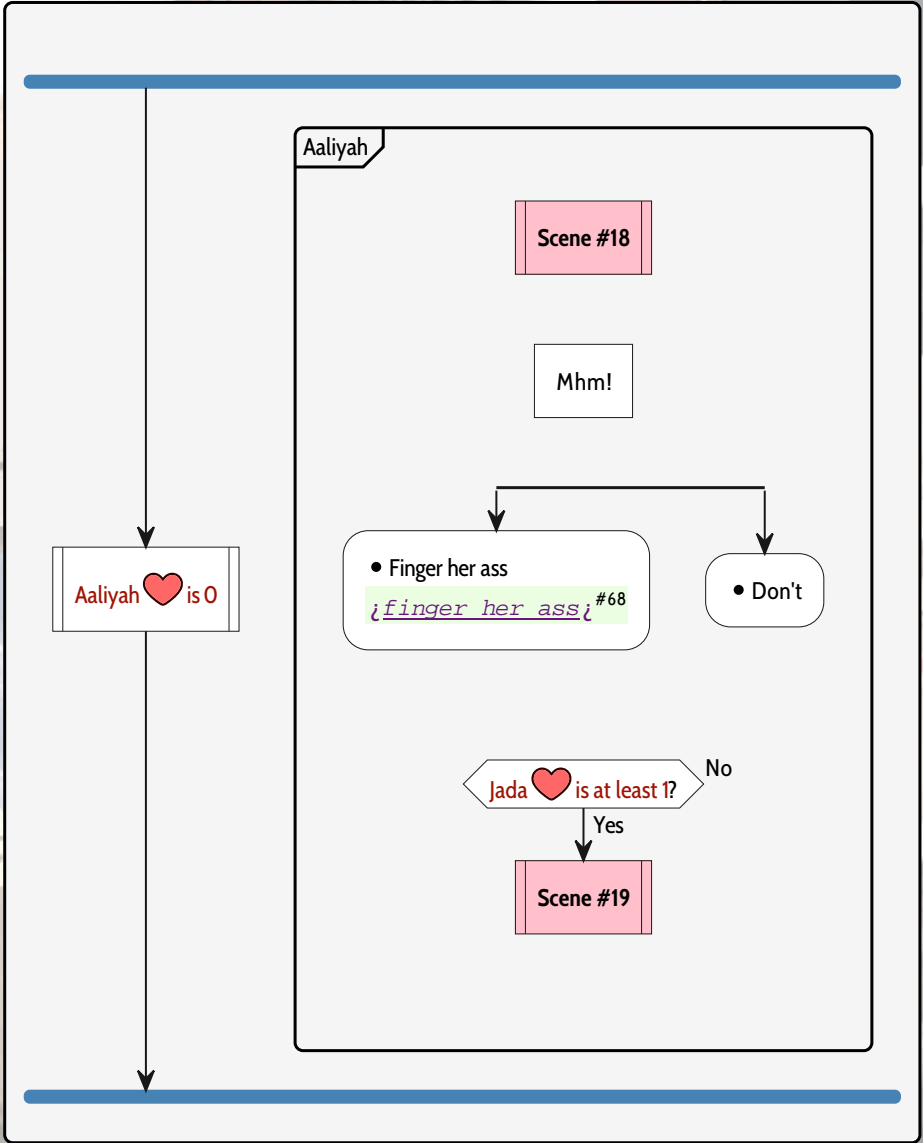 Aaliyah
Scene #18
Mhm!
• Finger her ass
¿finger her ass¿#68
• Don't
Aaliyah is 0
Jada is at least 1?
No
Yes
Scene #19